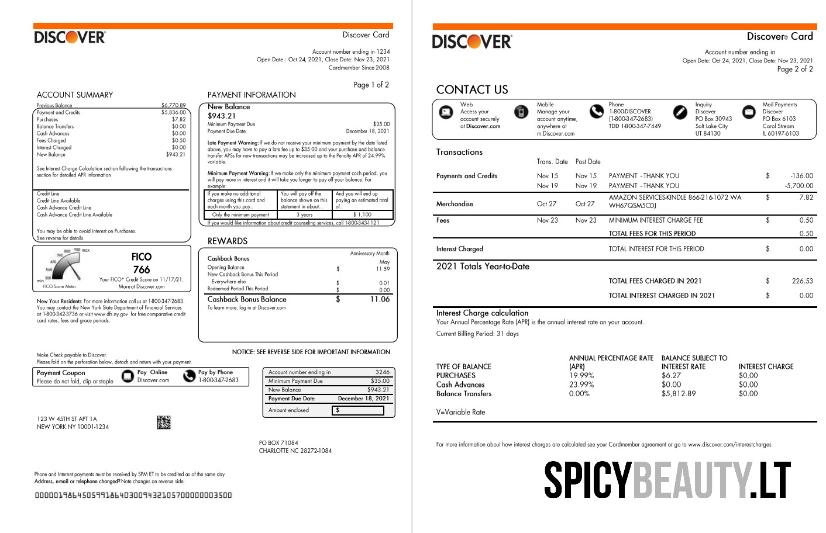 DISCOVER
Discover Card
Account number ending in 1234
Open Date : Oct 24, 2021, Close Date: Nov 23, 2021
Cardmember Since 2008
Page 1 of 2
ACCOUNT SUMMARY
Previous Balance $6,770.89
Payment and Credits $5,836.00
Purchases $7.82
Balance Transfers $0.00
Cash Advances $0.00
Fees Charged $0.50
Interest Charged $0.00
New Balance $943.21
See Interest Charge Calculation section following the transactions
section for detailed APR information
Credit Line
Credit Line Available
Cash Advance Credit Line
Cash Advance Credit Line Available
You may be able to avoid Interest on Purchases.
See reverse for details
FICO
766
Your FICO® Credit Score on 11/17/21.
More at Discover.com
FICO Score Meter
New York Residents: For more information call us at 1-800-347-2683
You may contact the New York State Department of Financial Services
at 1-800-342-3736 or visit www.dfs.ny.gov for free comparative credit
card rates, fees and grace periods.
PAYMENT INFORMATION
New Balance
$943.21
Minimum Payment Due $35.00
Payment Due Date December 18, 2021
Late Payment Warning: If we do not receive your minimum payment by the date listed
above, you may have to pay a late fee up to $35.00 and your purchase and balance
transfer APRs for new transactions may be increased up to the Penalty APR of 24.99%
variable.
Minimum Payment Warning: If we make only the minimum payment each period, you
will pay more in interest and it will take you longer to pay off your balance. For
example:
If you make no additional
charges using this card and
each month you pay...
You will pay off the
balance shown on this
statement in about...
And you will end up
paying an estimated total
of...
Only the minimum payment 3 years $ 1,100
If you would like information about credit counseling services, call 1-800-343-1121
REWARDS
Cashback Bonus
Anniversary Month
May
Opening Balance $ 11.59
New Cashback Bonus This Period
Everywhere else $ 0.01
Redeemed Period This Period $ 0.00
Cashback Bonus Balance $ 11.06
To learn more, log in at Discover.com
NOTICE: SEE REVERSE SIDE FOR IMPORTANT INFORMATION
Make Check payable to Discover.
Please fold on the perforation below, detach and return with your payment
Payment Coupon
Please do not fold, clip or staple
Pay Online
Discover.com
Pay by Phone
1-800-347-2683
Account number ending in 3246
Minimum Payment Due $35.00
New Balance $943.21
Payment Due Date December 18, 2021
Amount enclosed $
123 W 45TH ST APT 1A
NEW YORK NY 10001-1234
PO BOX 71084
CHARLOTTE NC 28272-1084
Phone and Internet payments must be received by 5PM ET to be credited as of the same day
Address, email or telephone changed? Note changes on reverse side.
DISCOVER
Discover® Card
Account number ending in
Open Date: Oct 24, 2021, Close Date: Nov 23, 2021
Page 2 of 2
CONTACT US
Web
Access your
account securely
at Discover.com
Mobile
Manage your
account anytime,
anywhere at
m.Discover.com
Phone
1-800DISCOVER
(1-800-347-2683)
TDD 1-800-347-7449
Inquiry
Discover
PO Box 30943
Salt Lake City
UT 84130
Mail Payments
Discover
PO Box 6103
Carol Stream
IL 60197-6103
Transactions
Trans. Date Post Date
Payments and Credits Nov 15 Nov 15 PAYMENT - THANK YOU $ -136.00
Nov 19 Nov 19 PAYMENT - THANK YOU -5,700.00
Merchandise Oct 27 Oct 27 AMAZON SERVICES-KINDLE 866-216-1072 WA $ 7.82
Fees Nov 23 Nov 23 MINIMUM INTEREST CHARGE FEE $ 0.50
TOTAL FEES FOR THIS PERIOD 0.50
Interest Charged TOTAL INTEREST FOR THIS PERIOD $ 0.00
2021 Totals Year-to-Date
TOTAL FEES CHARGED IN 2021 $ 226.53
TOTAL INTEREST CHARGED IN 2021 $ 0.00
Interest Charge calculation
Your Annual Percentage Rate (APR) is the annual interest rate on your account.
Current Billing Period: 31 days
TYPE OF BALANCE ANNUAL PERCENTAGE RATE (APR) BALANCE SUBJECT TO INTEREST RATE INTEREST CHARGE
PURCHASES 19.99% $6.27 $0.00
Cash Advances 23.99% $0.00 $0.00
Balance Transfers 0.00% $5,812.89 $0.00
V=Variable Rate
For more information about how interest charges are calculated see your Cardmember agreement or go to www.discover.com/interestcharges.
SPICYBEAUTY.LT